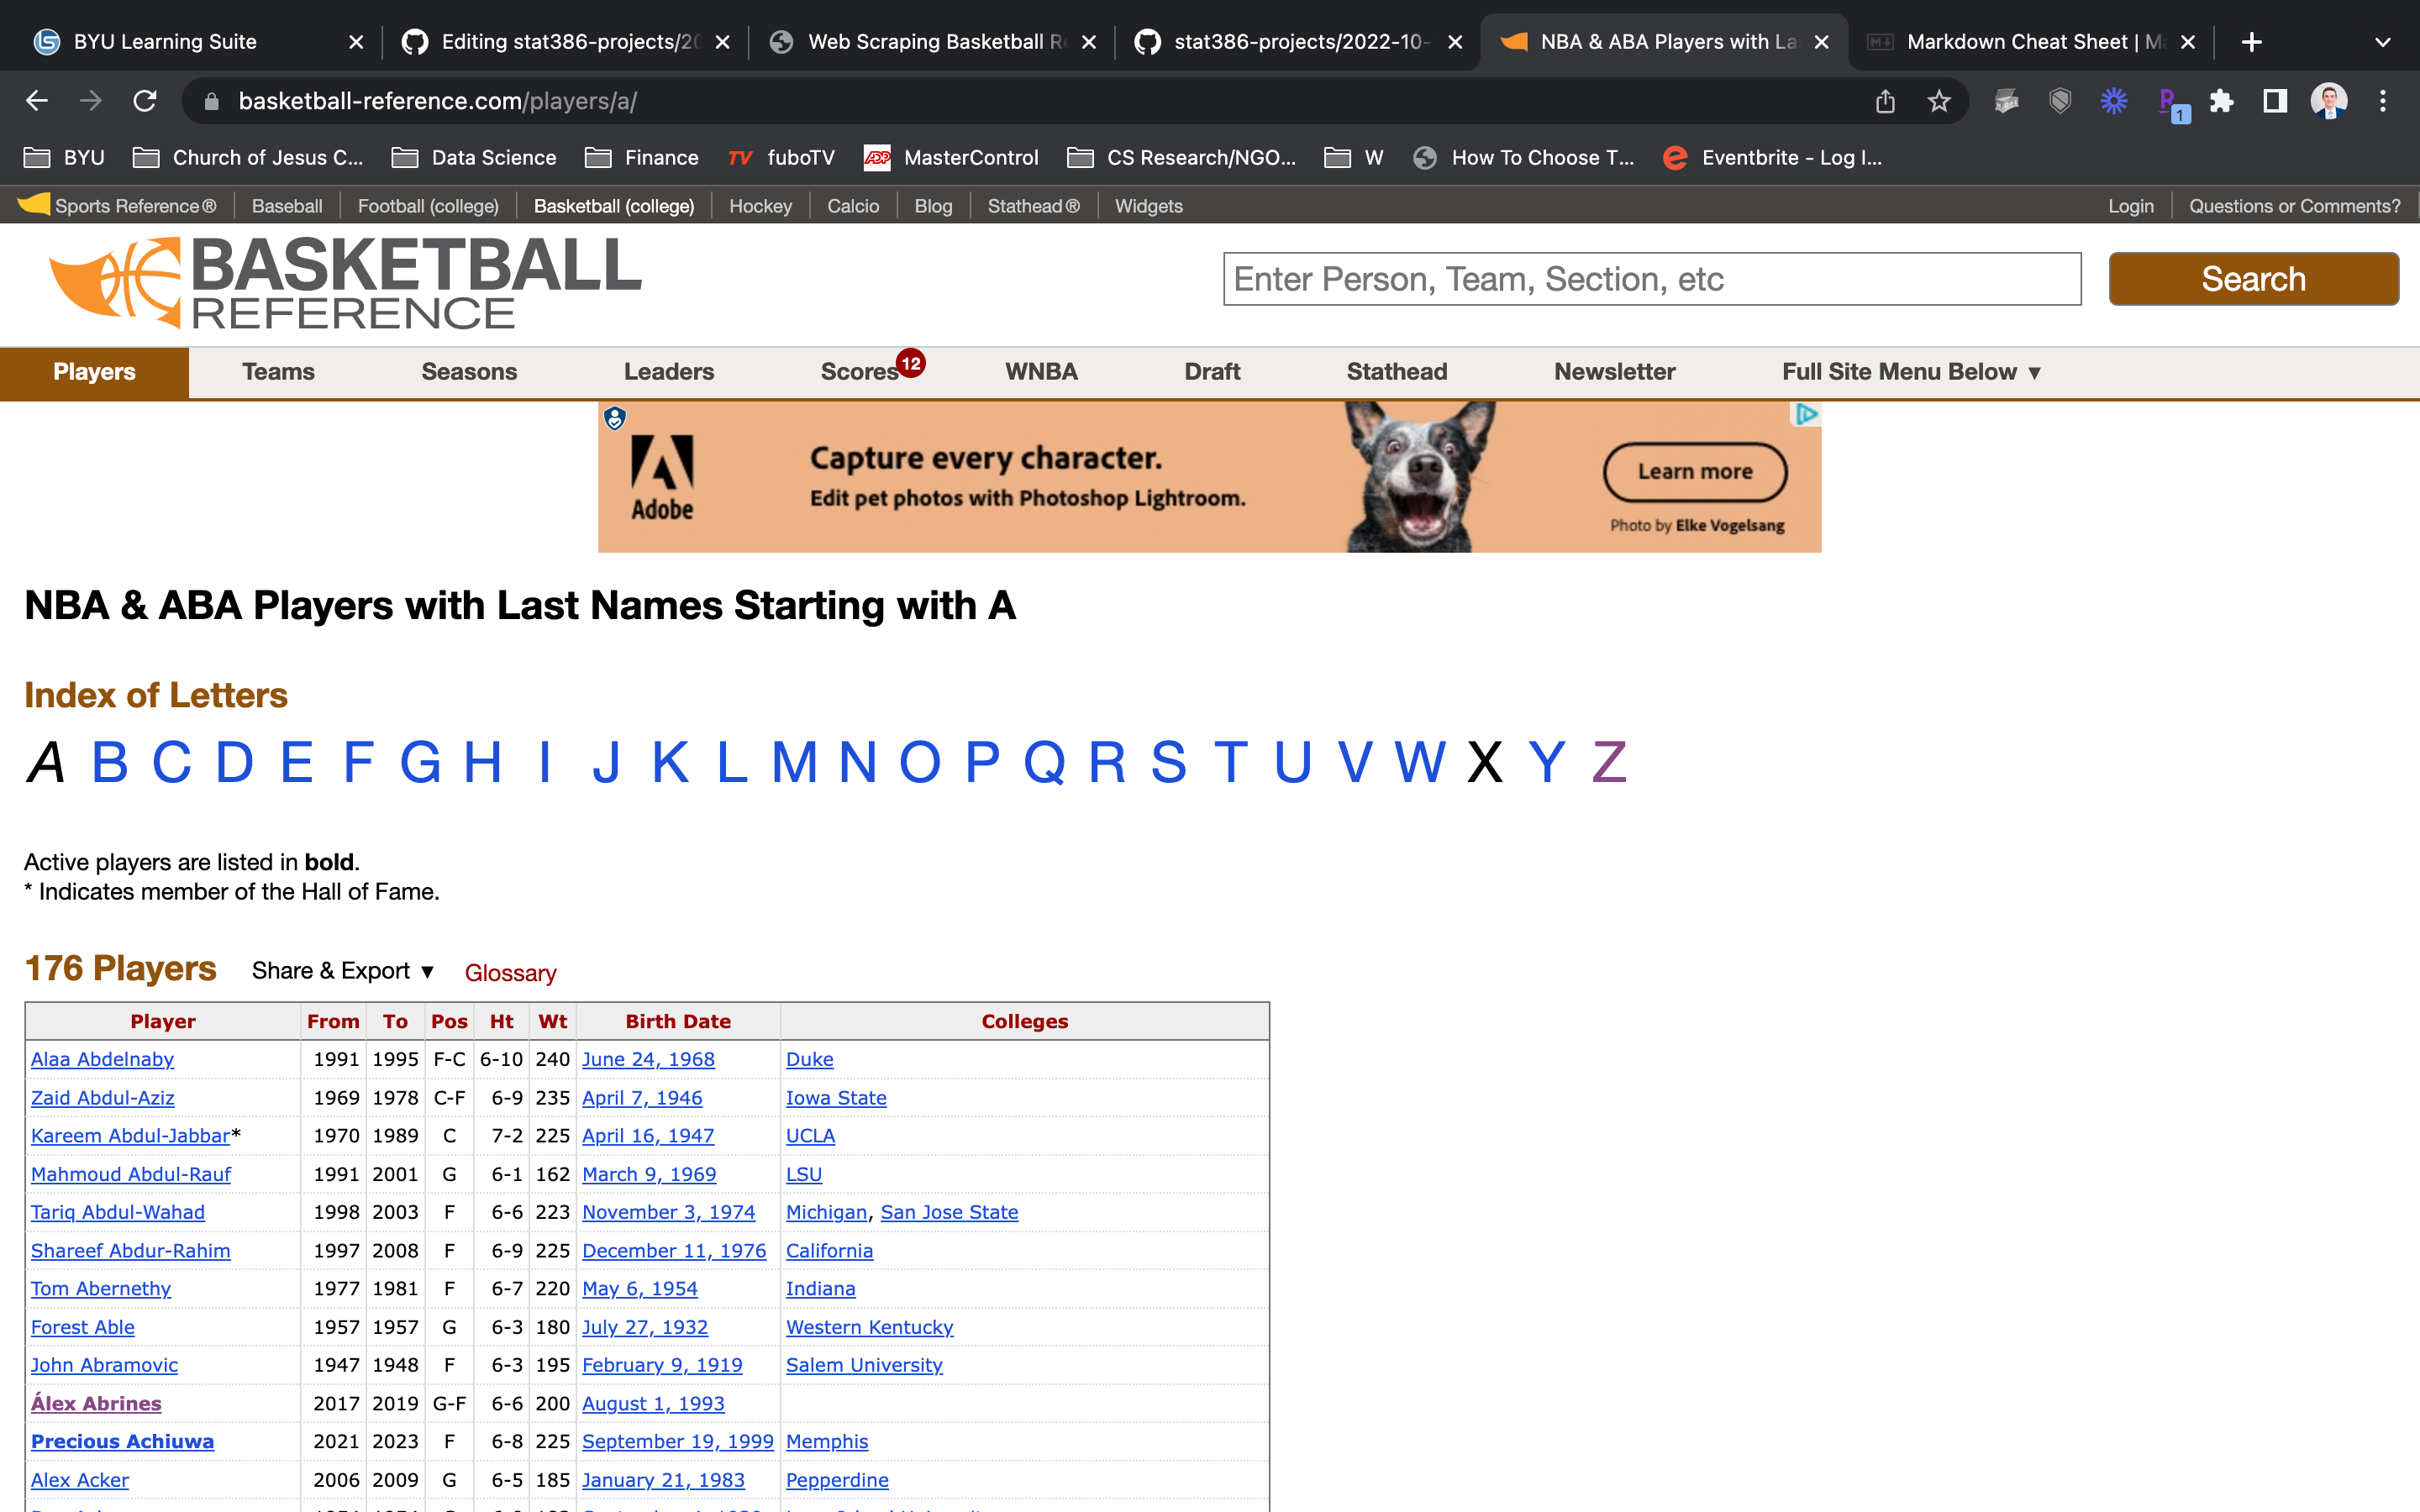 BYU Learning Suite
Editing stat386-projects/20
Web Scraping Basketball Re
stat386-projects/2022-10-
NBA & ABA Players with La
Markdown Cheat Sheet | Ma
basketball-reference.com/players/a/
1
BYU
Church of Jesus C...
Data Science
Finance
TV fuboTV
ADP MasterControl
CS Research/NGO...
W
How To Choose T...
Eventbrite - Log I...
Sports Reference® Baseball Football (college) Basketball (college) Hockey Calcio Blog Stathead® Widgets Login Questions or Comments?
BASKETBALL
REFERENCE
Enter Person, Team, Section, etc
Search
Players Teams Seasons Leaders Scores 12 WNBA Draft Stathead Newsletter Full Site Menu Below ▼
Adobe
Capture every character.
Edit pet photos with Photoshop Lightroom.
Learn more
Photo by Elke Vogelsang
NBA & ABA Players with Last Names Starting with A
Index of Letters
A B C D E F G H I J K L M N O P Q R S T U V W X Y Z
Active players are listed in bold.
* Indicates member of the Hall of Fame.
176 Players Share & Export ▼ Glossary
Player From To Pos Ht Wt Birth Date Colleges
Alaa Abdelnaby 1991 1995 F-C 6-10 240 June 24, 1968 Duke
Zaid Abdul-Aziz 1969 1978 C-F 6-9 235 April 7, 1946 Iowa State
Kareem Abdul-Jabbar* 1970 1989 C 7-2 225 April 16, 1947 UCLA
Mahmoud Abdul-Rauf 1991 2001 G 6-1 162 March 9, 1969 LSU
Tariq Abdul-Wahad 1998 2003 F 6-6 223 November 3, 1974 Michigan, San Jose State
Shareef Abdur-Rahim 1997 2008 F 6-9 225 December 11, 1976 California
Tom Abernethy 1977 1981 F 6-7 220 May 6, 1954 Indiana
Forest Able 1957 1957 G 6-3 180 July 27, 1932 Western Kentucky
John Abramovic 1947 1948 F 6-3 195 February 9, 1919 Salem University
Álex Abrines 2017 2019 G-F 6-6 200 August 1, 1993
Precious Achiuwa 2021 2023 F 6-8 225 September 19, 1999 Memphis
Alex Acker 2006 2009 G 6-5 185 January 21, 1983 Pepperdine